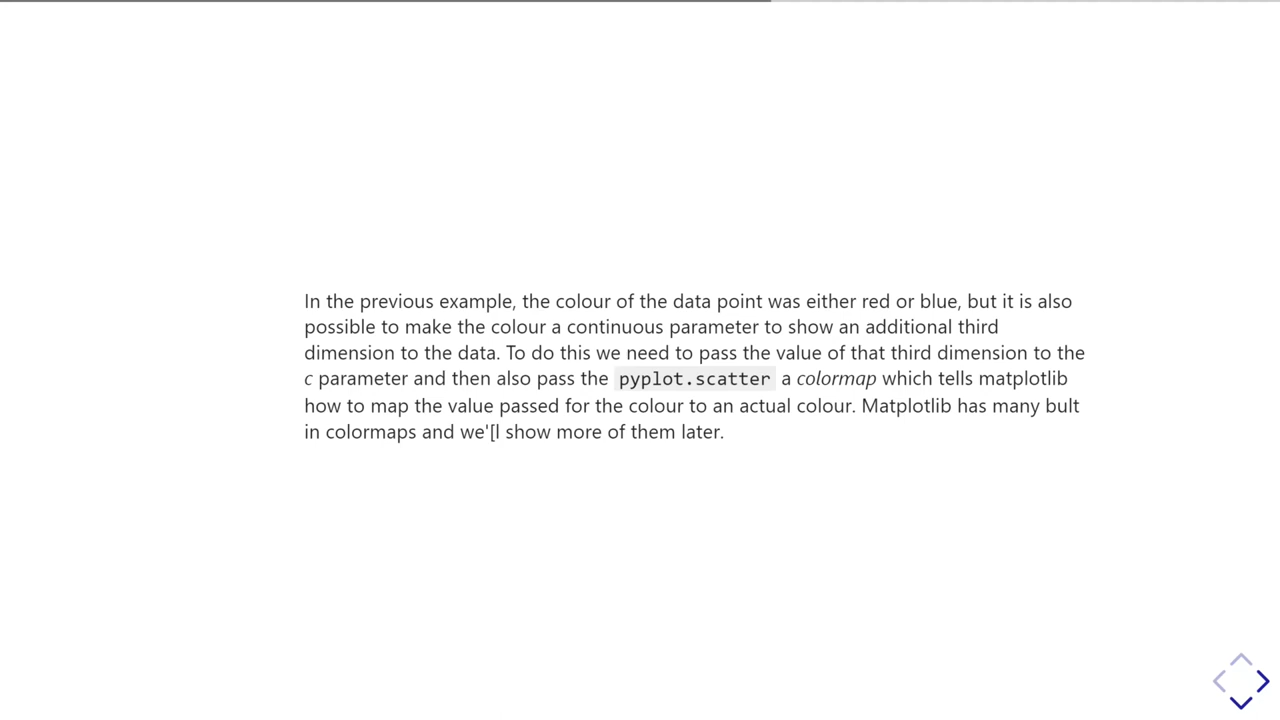 In the previous example, the colour of the data point was either red or blue, but it is also
possible to make the colour a continuous parameter to show an additional third
dimension to the data. To do this we need to pass the value of that third dimension to the
c parameter and then also pass the pyplot.scatter a colormap which tells matplotlib
how to map the value passed for the colour to an actual colour. Matplotlib has many bult
in colormaps and we'[l show more of them later.